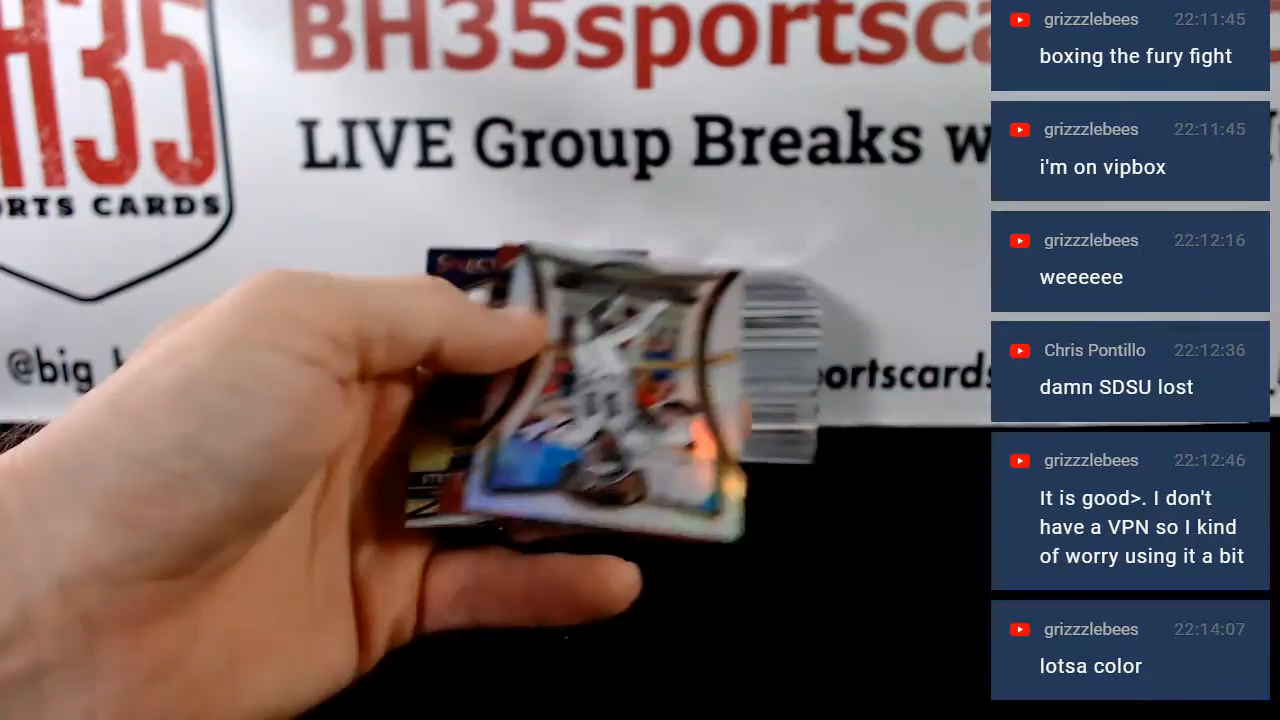 H35
RTS CARDS
BH35sportsca
LIVE Group Breaks w
@big
ortscards
SELECT
grizzzlebees 22:11:45
boxing the fury fight
grizzzlebees 22:11:45
i'm on vipbox
grizzzlebees 22:12:16
weeeeee
Chris Pontillo 22:12:36
damn SDSU lost
grizzzlebees 22:12:46
It is good>. I don't
have a VPN so I kind
of worry using it a bit
grizzzlebees 22:14:07
lotsa color